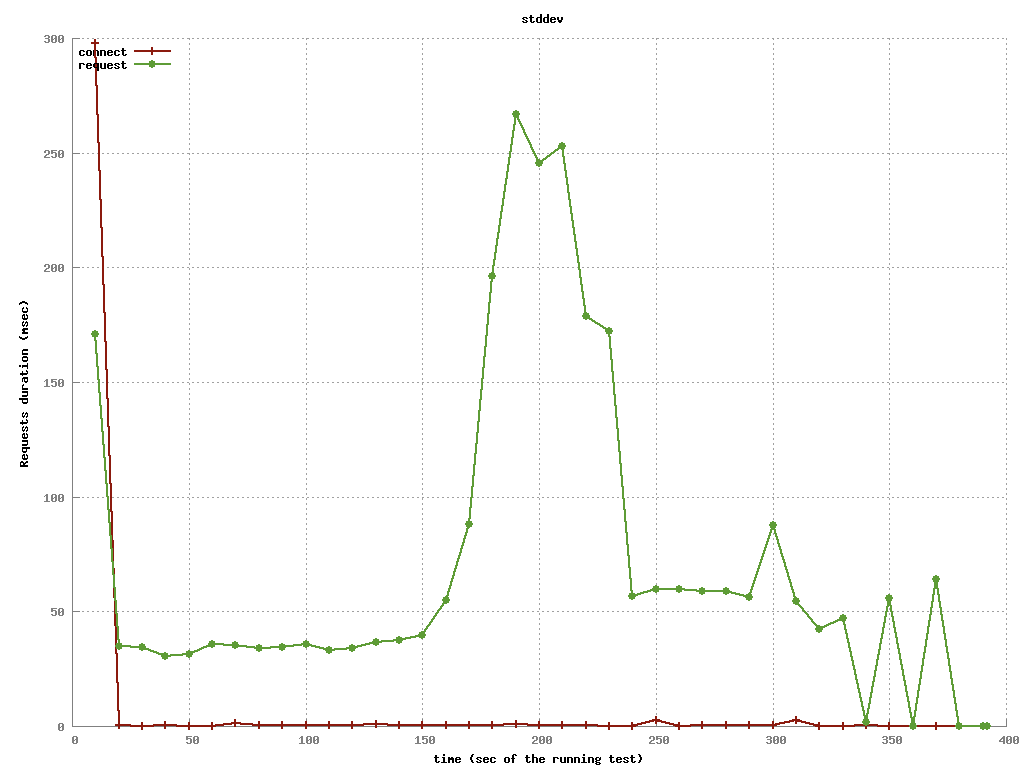 stddev
300
connect
request
250
200
150
100
50
0
Requests duration (msec)
0 50 100 150 200 250 300 350 400
time (sec of the running test)